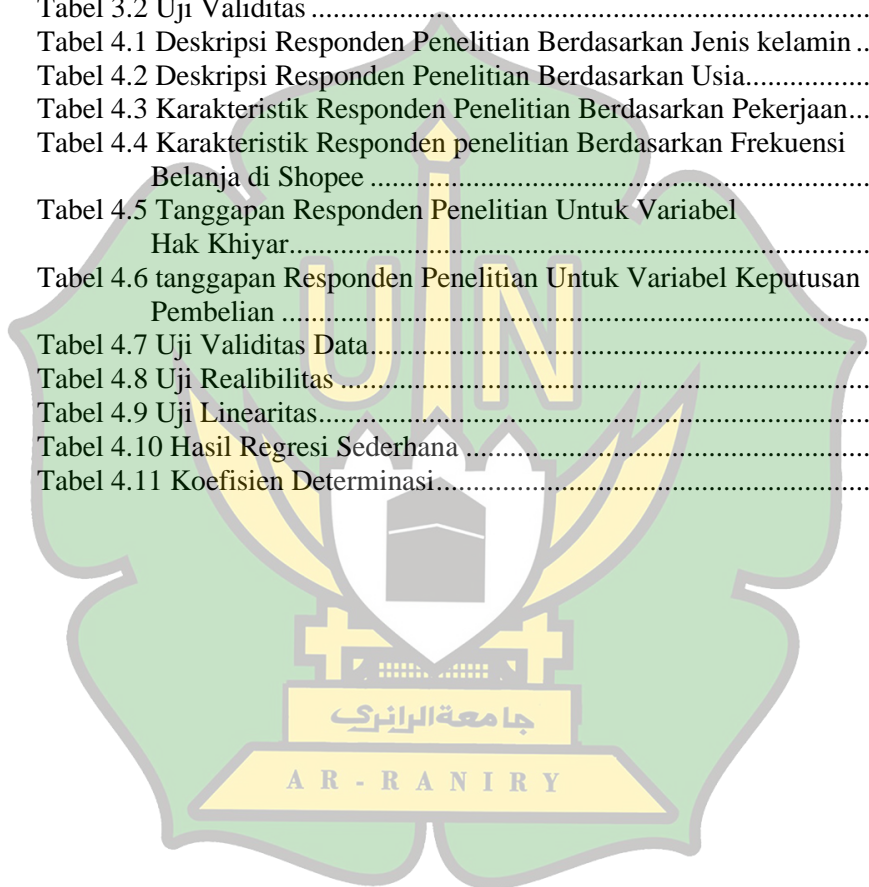 Tabel 3.2 Uji Validitas ........................................................................
Tabel 4.1 Deskripsi Responden Penelitian Berdasarkan Jenis kelamin ..
Tabel 4.2 Deskripsi Responden Penelitian Berdasarkan Usia.................
Tabel 4.3 Karakteristik Responden Penelitian Berdasarkan Pekerjaan...
Tabel 4.4 Karakteristik Responden penelitian Berdasarkan Frekuensi
Belanja di Shopee ........................................................................
Tabel 4.5 Tanggapan Responden Penelitian Untuk Variabel
Hak Khiyar...................................................................................
Tabel 4.6 tanggapan Responden Penelitian Untuk Variabel Keputusan
Pembelian ....................................................................................
Tabel 4.7 Uji Validitas Data..............................................................
Tabel 4.8 Uji Realibilitas ..................................................................
Tabel 4.9 Uji Linearitas.....................................................................
Tabel 4.10 Hasil Regresi Sederhana ..................................................
Tabel 4.11 Koefisien Determinasi......................................................
UIN
جامعة الرانري
AR-RANIRY